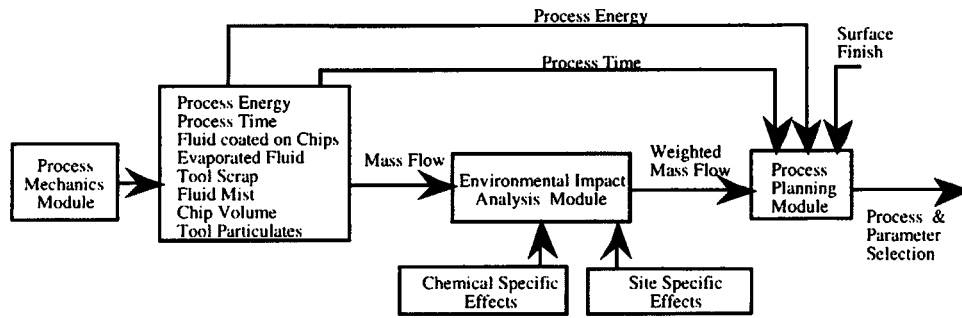 Process Energy
Process Time
Surface
Finish
Process
Mechanics
Module
Process Energy
Process Time
Fluid coated on Chips
Evaporated Fluid
Tool Scrap
Fluid Mist
Chip Volume
Tool Particulates
Mass Flow
Environmental Impact
Analysis Module
Weighted
Mass Flow
Process
Planning
Module
Process &
Parameter
Selection
Chemical Specific
Effects
Site Specific
Effects